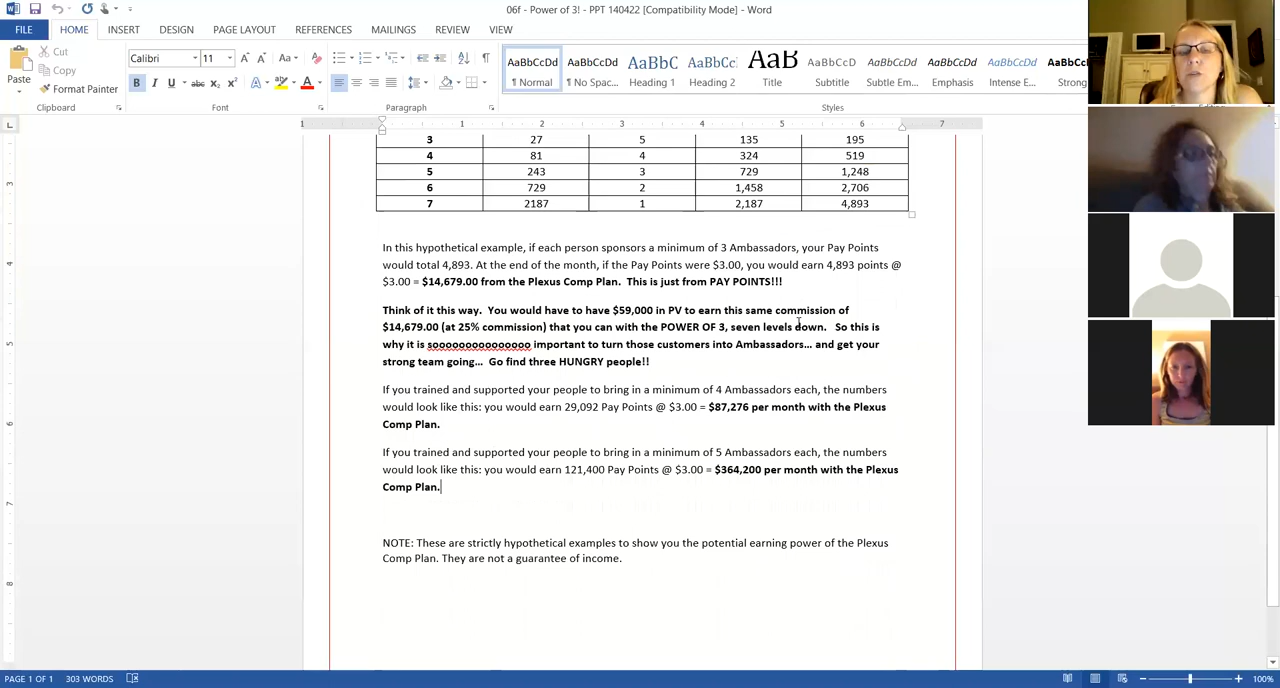 06f - Power of 3! - PPT 140422 [Compatibility Mode] - Word
FILE HOME INSERT DESIGN PAGE LAYOUT REFERENCES MAILINGS REVIEW VIEW
Paste
Cut
Copy
Format Painter
Clipboard
Calibri 11
Font
Paragraph
AaBbCcDd AaBbCcDd AaBbC AaBbCc AaB AaBbCcD AaBbCcDd AaBbCcDd AaBbCcDd AaBbCc
¶ Normal ¶ No Spac... Heading 1 Heading 2 Title Subtitle Subtle Em... Emphasis Intense E... Strong
Styles
1 1 2 3 4 5 6 7
3 27 5 135 195
4 81 4 324 519
5 243 3 729 1,248
6 729 2 1,458 2,706
7 2187 1 2,187 4,893
In this hypothetical example, if each person sponsors a minimum of 3 Ambassadors, your Pay Points
would total 4,893. At the end of the month, if the Pay Points were $3.00, you would earn 4,893 points @
$3.00 = $14,679.00 from the Plexus Comp Plan. This is just from PAY POINTS!!!
Think of it this way. You would have to have $59,000 in PV to earn this same commission of
$14,679.00 (at 25% commission) that you can with the POWER OF 3, seven levels down. So this is
why it is soooooooooooooooo important to turn those customers into Ambassadors... and get your
strong team going... Go find three HUNGRY people!!
If you trained and supported your people to bring in a minimum of 4 Ambassadors each, the numbers
would look like this: you would earn 29,092 Pay Points @ $3.00 = $87,276 per month with the Plexus
Comp Plan.
If you trained and supported your people to bring in a minimum of 5 Ambassadors each, the numbers
would look like this: you would earn 121,400 Pay Points @ $3.00 = $364,200 per month with the Plexus
Comp Plan.
NOTE: These are strictly hypothetical examples to show you the potential earning power of the Plexus
Comp Plan. They are not a guarantee of income.
PAGE 1 OF 1 303 WORDS
100%